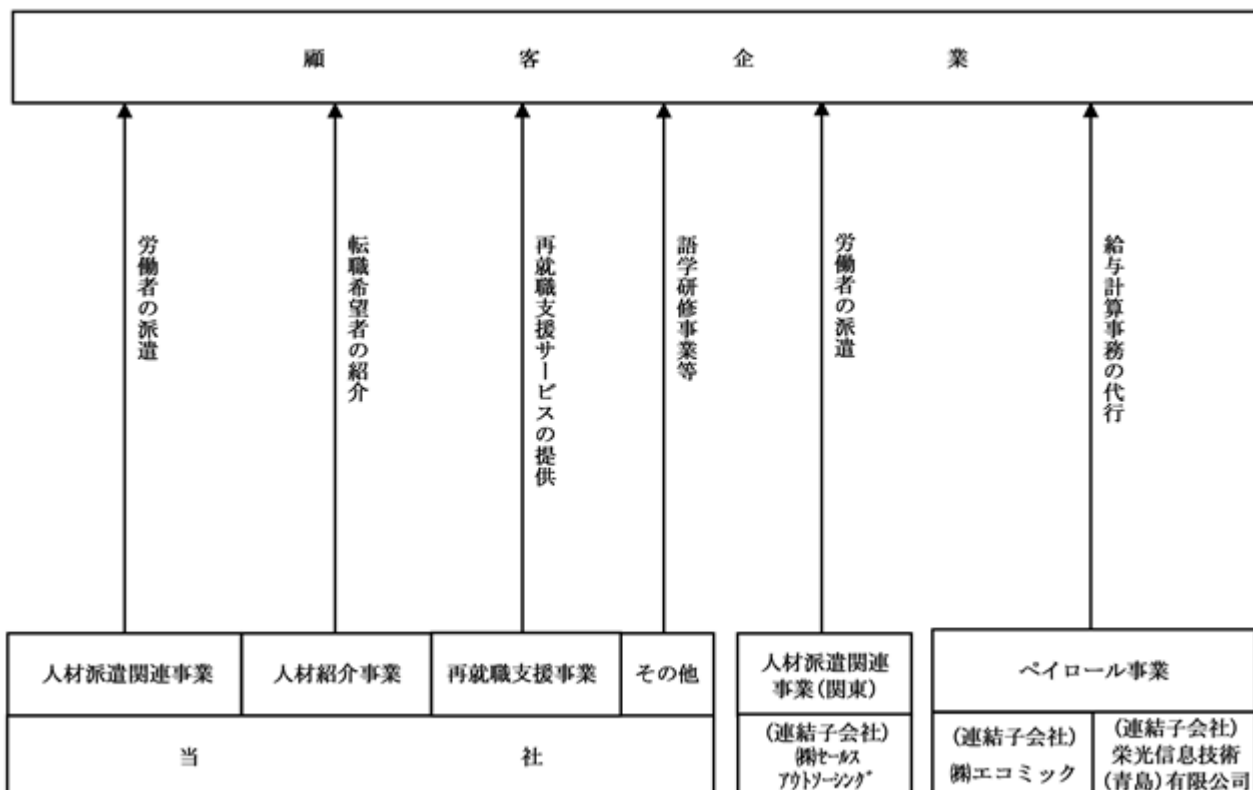 顧客企業
労働者の派遣
転職希望者の紹介
再就職支援サービスの提供
語学研修事業等
労働者の派遣
給与計算事務の代行
人材派遣関連事業
人材紹介事業
再就職支援事業
その他
当社
人材派遣関連
事業(関東)
(連結子会社)
㈱セールス
アウトソーシング
ペイロール事業
(連結子会社)
㈱エコミック
(連結子会社)
栄光信息技術
(青島)有限公司